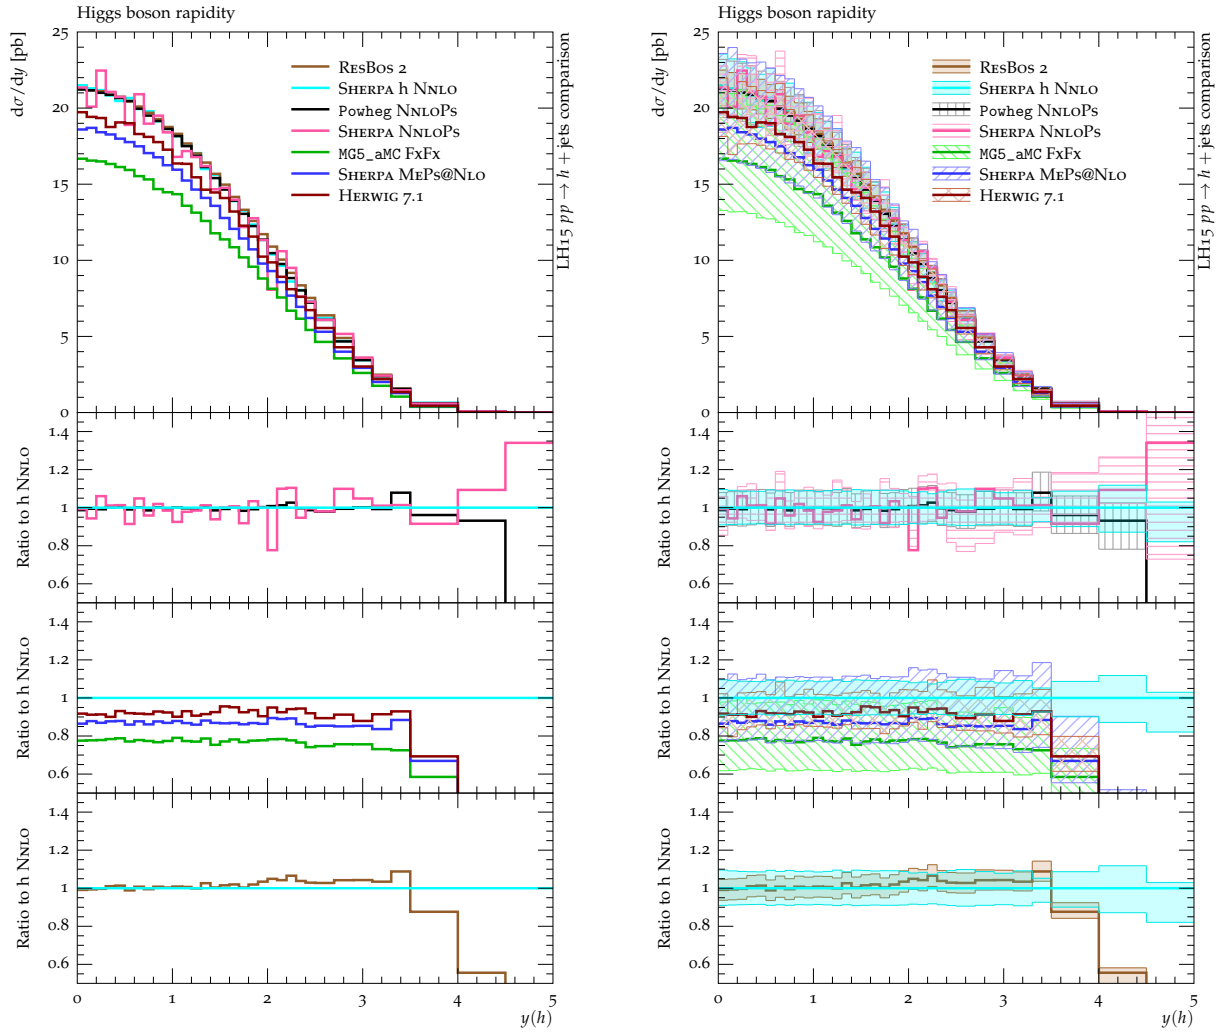 Higgs boson rapidity
dσ/dy [pb]
25
20
15
10
5
0
RESBOS 2
SHERPA h NNLO
Powheg NNLOPS
SHERPA NNLOPS
MG5_aMC FXFX
SHERPA MEPS@NLO
HERWIG 7.1
LH15 pp → h + jets comparison
Ratio to h NNLO
1.4
1.2
1
0.8
0.6
Ratio to h NNLO
1.4
1.2
1
0.8
0.6
Ratio to h NNLO
1.4
1.2
1
0.8
0.6
0 1 2 3 4 5
y(h)
Higgs boson rapidity
dσ/dy [pb]
25
20
15
10
5
0
RESBOS 2
SHERPA h NNLO
Powheg NNLOPS
SHERPA NNLOPS
MG5_aMC FXFX
SHERPA MEPS@NLO
HERWIG 7.1
LH15 pp → h + jets comparison
Ratio to h NNLO
1.4
1.2
1
0.8
0.6
Ratio to h NNLO
1.4
1.2
1
0.8
0.6
Ratio to h NNLO
1.4
1.2
1
0.8
0.6
0 1 2 3 4 5
y(h)